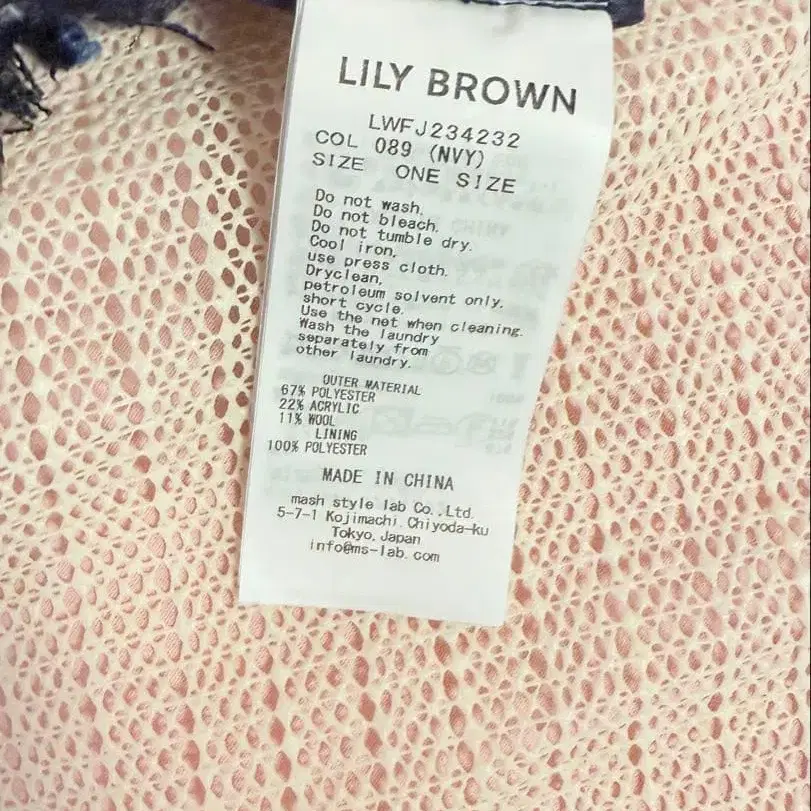 LILY BROWN
LWFJ234232
COL 089 (NVY)
SIZE ONE SIZE
Do not wash.
Do not bleach.
Do not tumble dry.
Cool iron,
use press cloth.
Dryclean,
petroleum solvent only,
short cycle.
Use the net when cleaning.
Wash the laundry
separately from
other laundry.
OUTER MATERIAL
67% POLYESTER
22% ACRYLIC
11% WOOL
LINING
100% POLYESTER
MADE IN CHINA
mash style lab Co.,Ltd.
5-7-1 Kojimachi.Chiyoda-ku
Tokyo,Japan
info@ms-lab.com